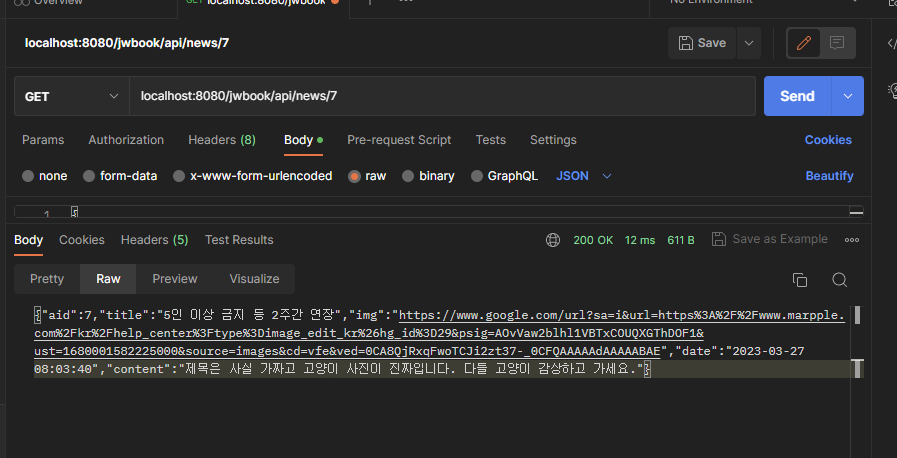 Overview
GET localhost:8080/jwbook
No Environment
localhost:8080/jwbook/api/news/7
Save
GET
localhost:8080/jwbook/api/news/7
Send
Params Authorization Headers (8) Body Pre-request Script Tests Settings Cookies
none form-data x-www-form-urlencoded raw binary GraphQL JSON Beautify
1 {
Body Cookies Headers (5) Test Results 200 OK 12 ms 611 B Save as Example
Pretty Raw Preview Visualize
{"aid":7,"title":"5인 이상 금지 등 2주간 연장","img":"https://www.google.com/url?sa=i&url=https%3A%2F%2Fwww.marpple.
com%2Fkr%2Fhelp_center%3Ftype%3Dimage_edit_kr%26hg_id%3D29&psig=AOvVaw2blhl1VBTxCOUQXGThDOF1&
ust=1680001582225000&source=images&cd=vfe&ved=0CA8QjRxqFwoTCJi2zt37-_0CFQAAAAAdAAAAABAE","date":"2023-03-27
08:03:40","content":"제목은 사실 가짜고 고양이 사진이 진짜입니다. 다들 고양이 감상하고 가세요."}